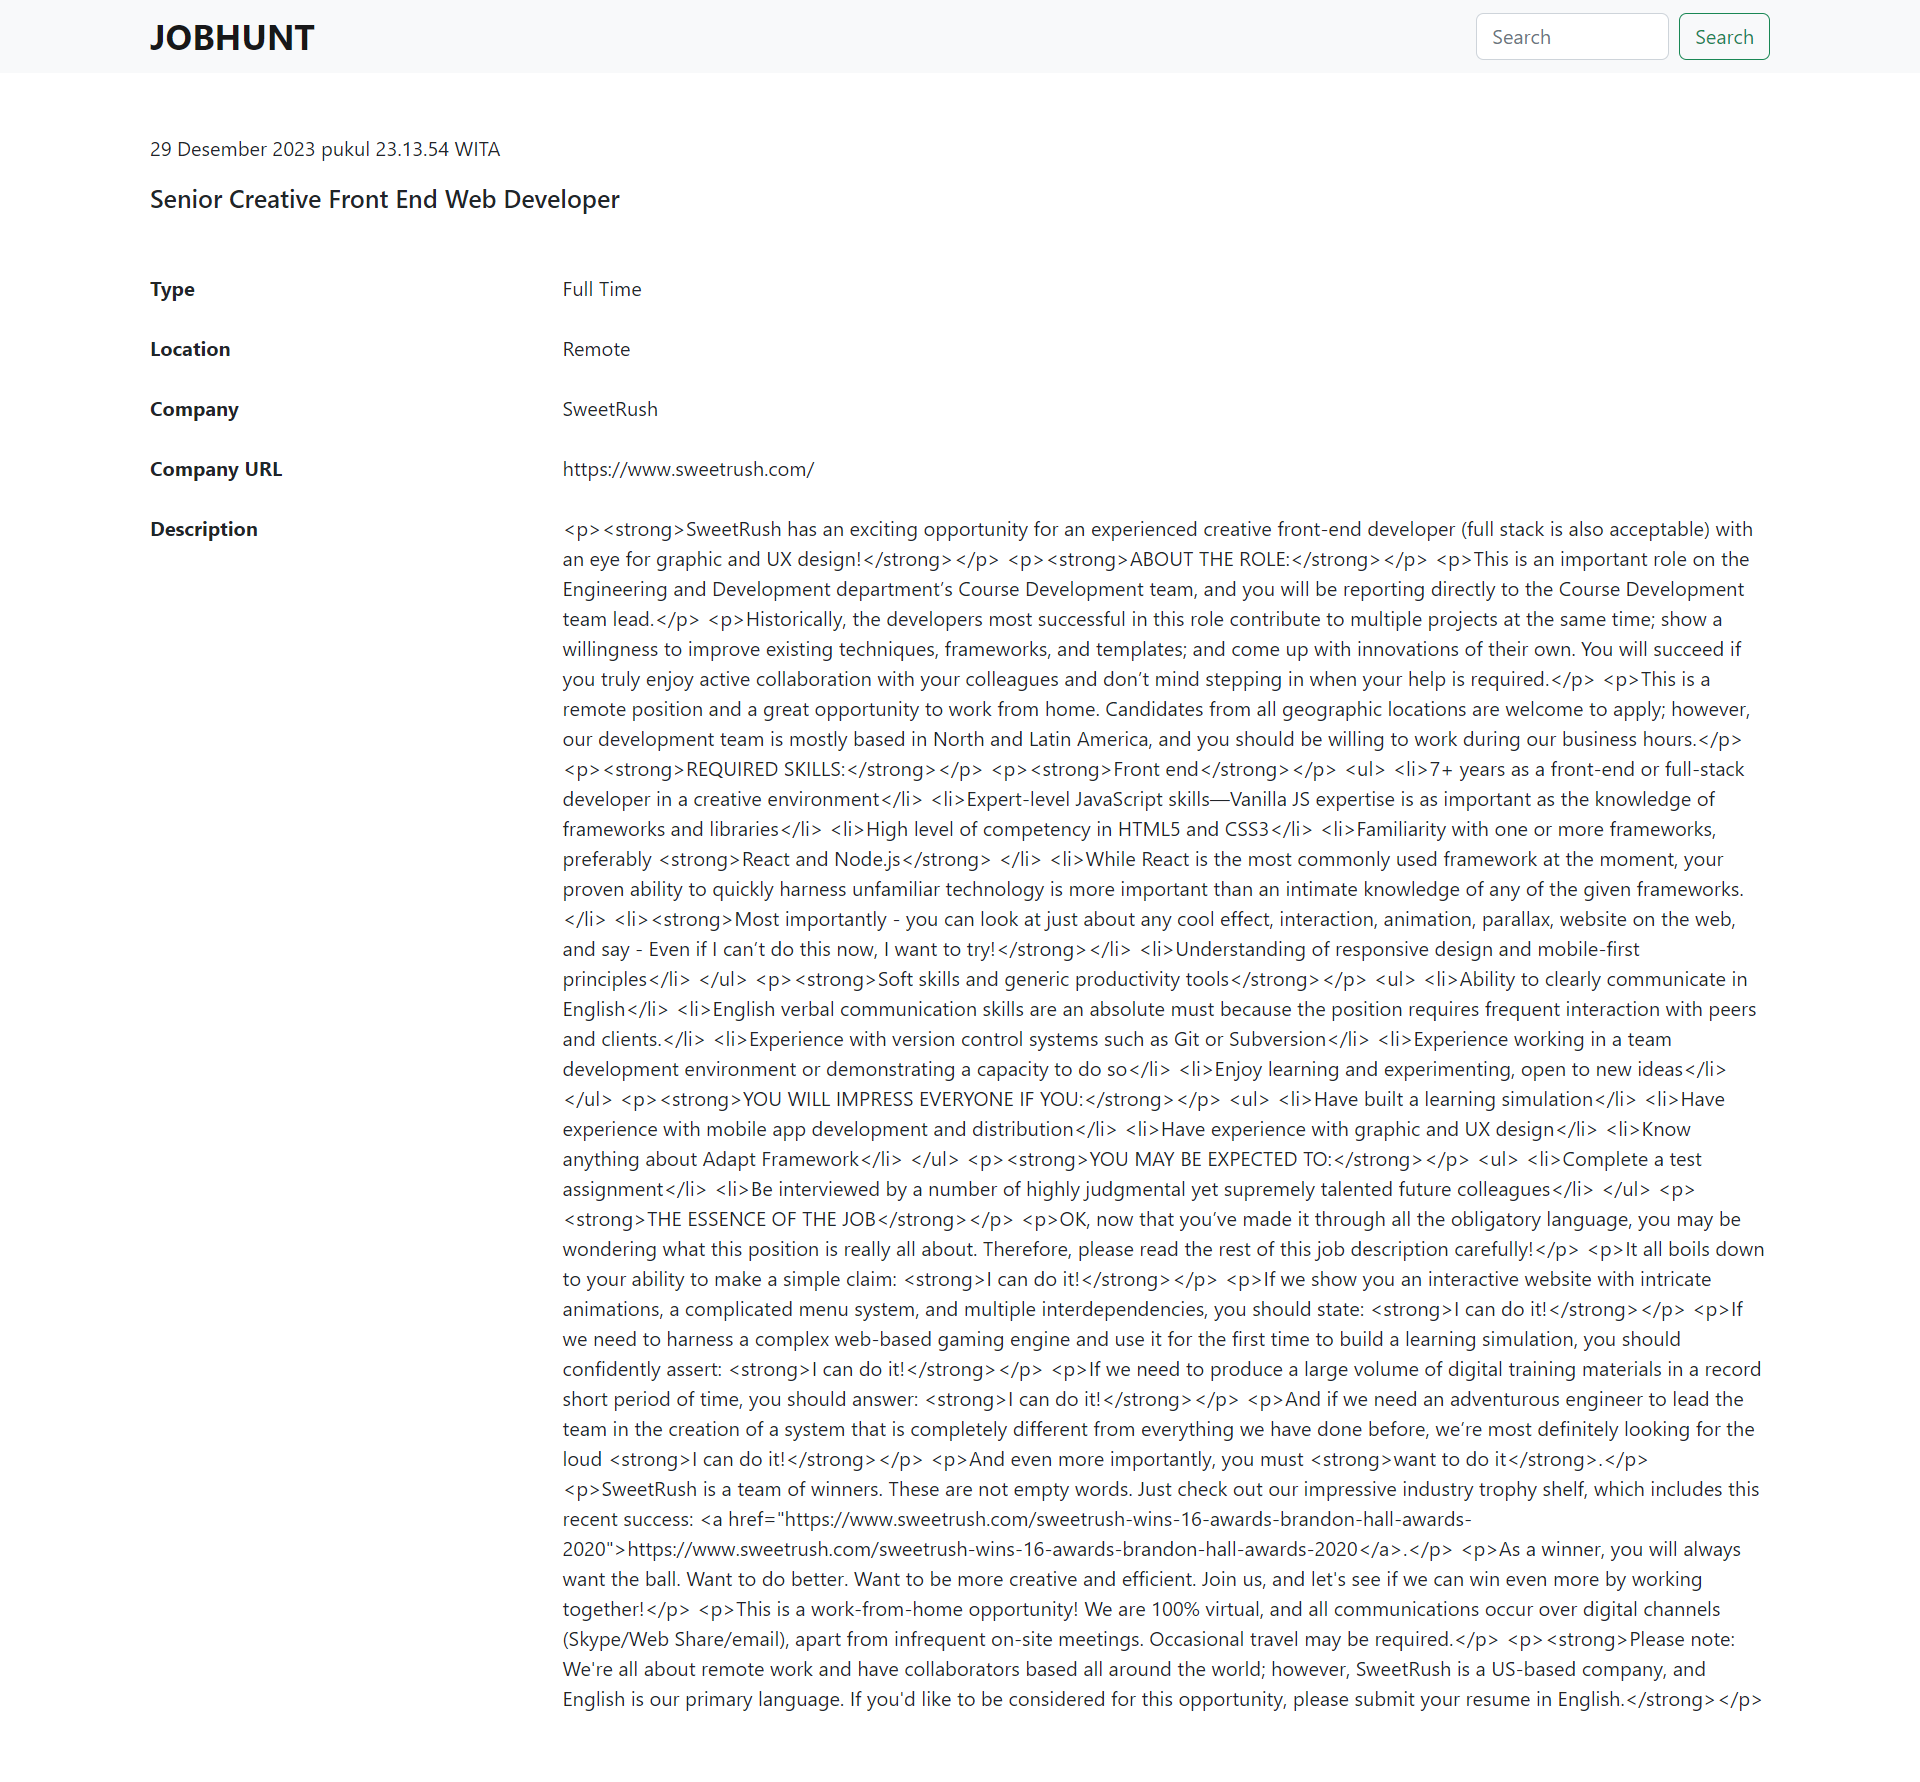 JOBHUNT
Search
Search
29 Desember 2023 pukul 23.13.54 WITA
Senior Creative Front End Web Developer
Type
Full Time
Location
Remote
Company
SweetRush
Company URL
https://www.sweetrush.com/
Description
<p><strong>SweetRush has an exciting opportunity for an experienced creative front-end developer (full stack is also acceptable) with
an eye for graphic and UX design!</strong></p> <p><strong>ABOUT THE ROLE:</strong></p> <p>This is an important role on the
Engineering and Development department’s Course Development team, and you will be reporting directly to the Course Development
team lead.</p> <p>Historically, the developers most successful in this role contribute to multiple projects at the same time; show a
willingness to improve existing techniques, frameworks, and templates; and come up with innovations of their own. You will succeed if
you truly enjoy active collaboration with your colleagues and don’t mind stepping in when your help is required.</p> <p>This is a
remote position and a great opportunity to work from home. Candidates from all geographic locations are welcome to apply; however,
our development team is mostly based in North and Latin America, and you should be willing to work during our business hours.</p>
<p><strong>REQUIRED SKILLS:</strong></p> <p><strong>Front end</strong></p> <ul> <li>7+ years as a front-end or full-stack
developer in a creative environment</li> <li>Expert-level JavaScript skills—Vanilla JS expertise is as important as the knowledge of
frameworks and libraries</li> <li>High level of competency in HTML5 and CSS3</li> <li>Familiarity with one or more frameworks,
preferably <strong>React and Node.js</strong> </li> <li>While React is the most commonly used framework at the moment, your
proven ability to quickly harness unfamiliar technology is more important than an intimate knowledge of any of the given frameworks.
</li> <li><strong>Most importantly - you can look at just about any cool effect, interaction, animation, parallax, website on the web,
and say - Even if I can’t do this now, I want to try!</strong></li> <li>Understanding of responsive design and mobile-first
principles</li> </ul> <p><strong>Soft skills and generic productivity tools</strong></p> <ul> <li>Ability to clearly communicate in
English</li> <li>English verbal communication skills are an absolute must because the position requires frequent interaction with peers
and clients.</li> <li>Experience with version control systems such as Git or Subversion</li> <li>Experience working in a team
development environment or demonstrating a capacity to do so</li> <li>Enjoy learning and experimenting, open to new ideas</li>
</ul> <p><strong>YOU WILL IMPRESS EVERYONE IF YOU:</strong></p> <ul> <li>Have built a learning simulation</li> <li>Have
experience with mobile app development and distribution</li> <li>Have experience with graphic and UX design</li> <li>Know
anything about Adapt Framework</li> </ul> <p><strong>YOU MAY BE EXPECTED TO:</strong></p> <ul> <li>Complete a test
assignment</li> <li>Be interviewed by a number of highly judgmental yet supremely talented future colleagues</li> </ul> <p>
<strong>THE ESSENCE OF THE JOB</strong></p> <p>OK, now that you’ve made it through all the obligatory language, you may be
wondering what this position is really all about. Therefore, please read the rest of this job description carefully!</p> <p>It all boils down
to your ability to make a simple claim: <strong>I can do it!</strong></p> <p>If we show you an interactive website with intricate
animations, a complicated menu system, and multiple interdependencies, you should state: <strong>I can do it!</strong></p> <p>If
we need to harness a complex web-based gaming engine and use it for the first time to build a learning simulation, you should
confidently assert: <strong>I can do it!</strong></p> <p>If we need to produce a large volume of digital training materials in a record
short period of time, you should answer: <strong>I can do it!</strong></p> <p>And if we need an adventurous engineer to lead the
team in the creation of a system that is completely different from everything we have done before, we’re most definitely looking for the
loud <strong>I can do it!</strong></p> <p>And even more importantly, you must <strong>want to do it</strong>.</p>
<p>SweetRush is a team of winners. These are not empty words. Just check out our impressive industry trophy shelf, which includes this
recent success: <a href="https://www.sweetrush.com/sweetrush-wins-16-awards-brandon-hall-awards-
2020">https://www.sweetrush.com/sweetrush-wins-16-awards-brandon-hall-awards-2020</a>.</p> <p>As a winner, you will always
want the ball. Want to do better. Want to be more creative and efficient. Join us, and let's see if we can win even more by working
together!</p> <p>This is a work-from-home opportunity! We are 100% virtual, and all communications occur over digital channels
(Skype/Web Share/email), apart from infrequent on-site meetings. Occasional travel may be required.</p> <p><strong>Please note:
We're all about remote work and have collaborators based all around the world; however, SweetRush is a US-based company, and
English is our primary language. If you'd like to be considered for this opportunity, please submit your resume in English.</strong></p>